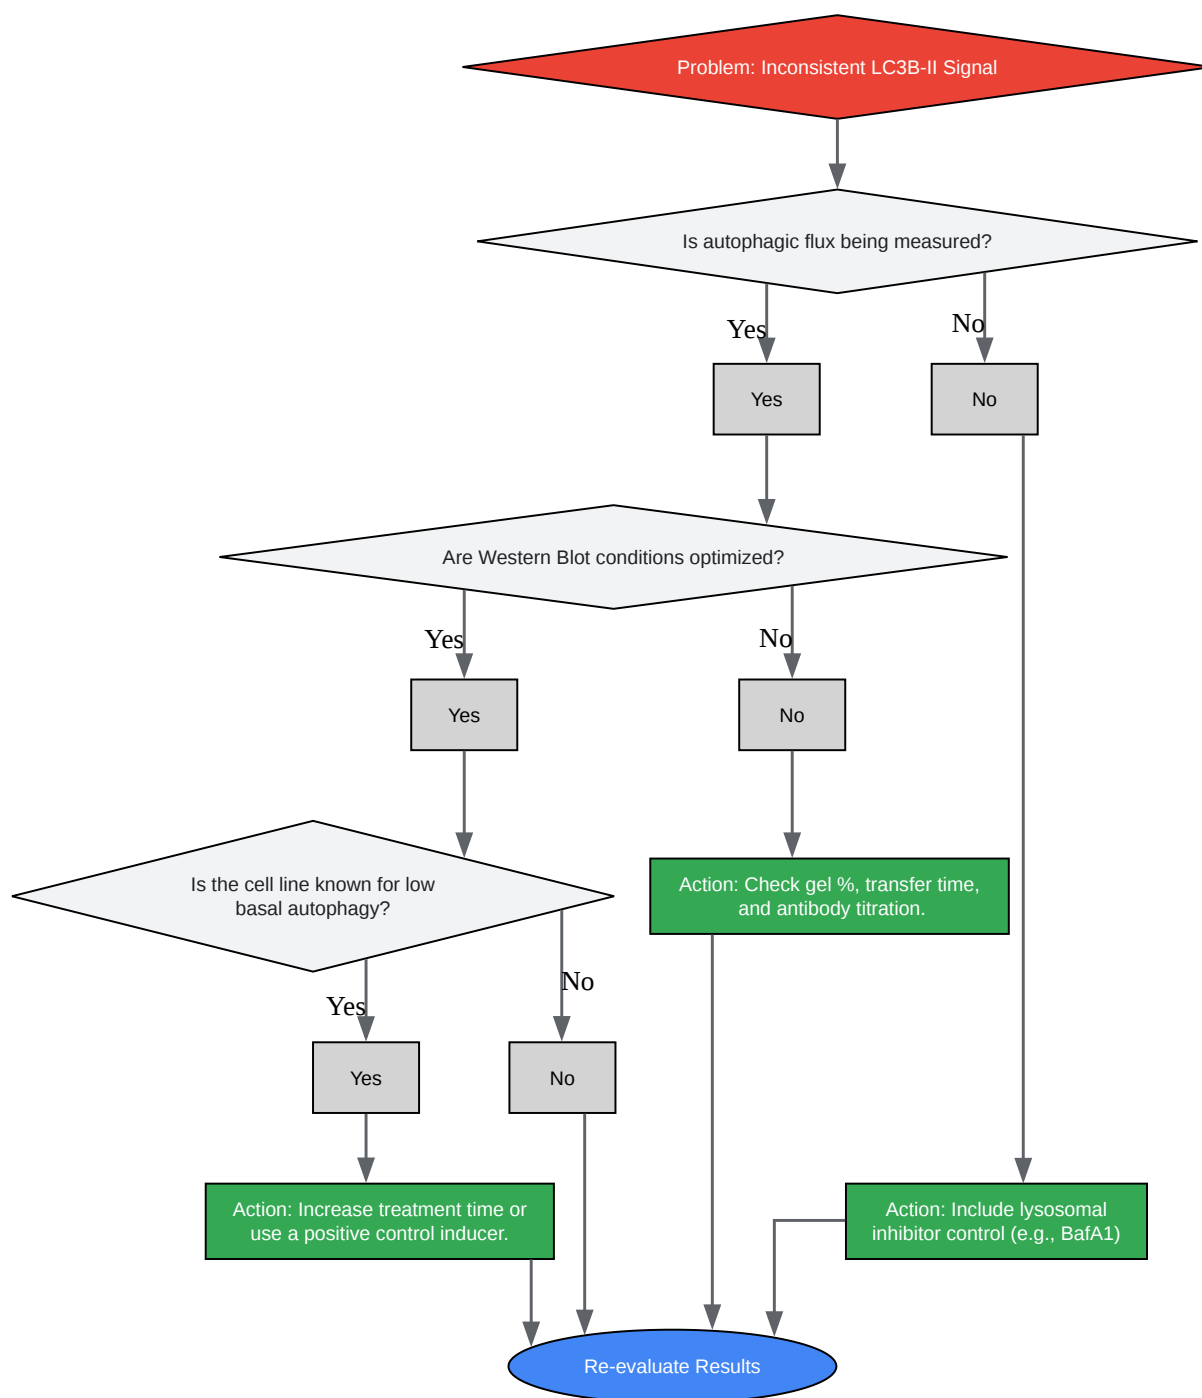 Problem: Inconsistent LC3B-II Signal
Is autophagic flux being measured?
Yes
No
Yes
No
Are Western Blot conditions optimized?
Yes
No
Yes
No
Is the cell line known for low
basal autophagy?
Action: Check gel %, transfer time,
and antibody titration.
Yes
No
Yes
No
Action: Increase treatment time or
use a positive control inducer.
Action: Include lysosomal
inhibitor control (e.g., BafA1)
Re-evaluate Results